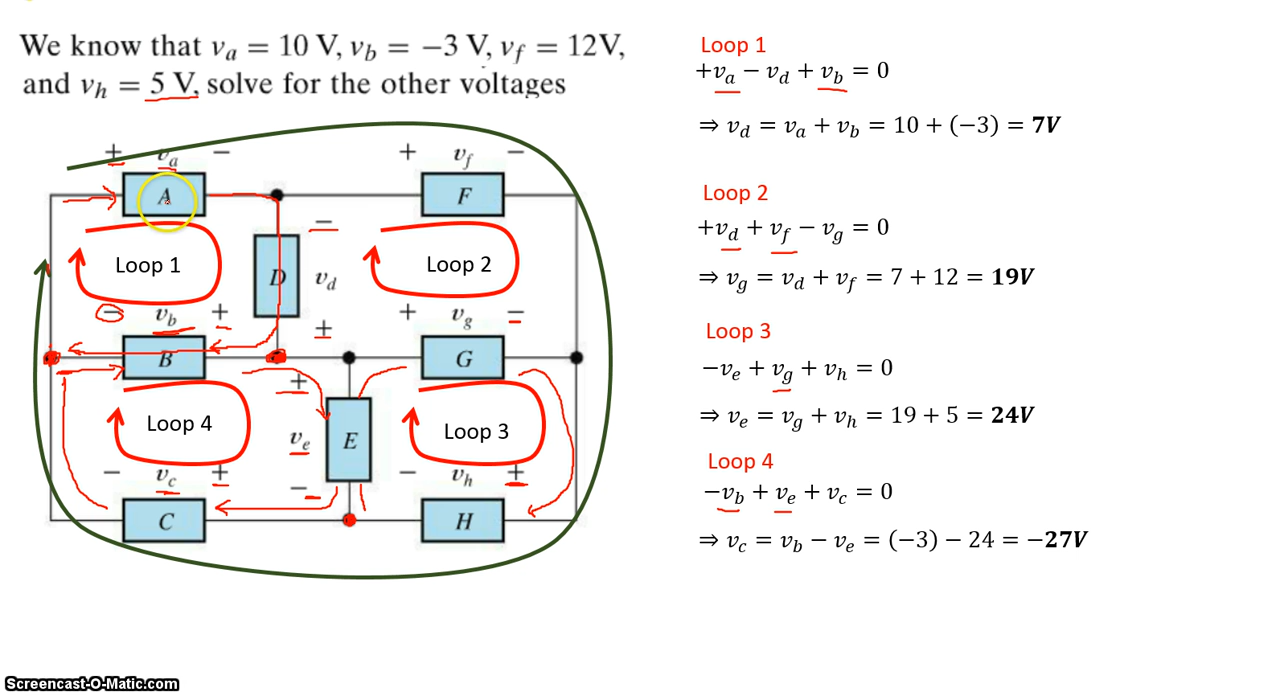 We know that vₐ = 10 V, v_b = −3 V, v_f = 12V,
and v_h = 5 V, solve for the other voltages
Loop 1
+vₐ − v_d + v_b = 0
⇒ v_d = vₐ + v_b = 10 + (−3) = 7V
Loop 2
+v_d + v_f − v_g = 0
⇒ v_g = v_d + v_f = 7 + 12 = 19V
Loop 3
−v_e + v_g + v_h = 0
⇒ v_e = v_g + v_h = 19 + 5 = 24V
Loop 4
−v_b + v_e + v_c = 0
⇒ v_c = v_b − v_e = (−3) − 24 = −27V
+ vₐ − + v_f −
A F
Loop 1 − Loop 2
D v_d
− v_b + + + v_g −
B G
Loop 4 + Loop 3
v_e E
− v_c + − − v_h +
C H
Screencast-O-Matic.com